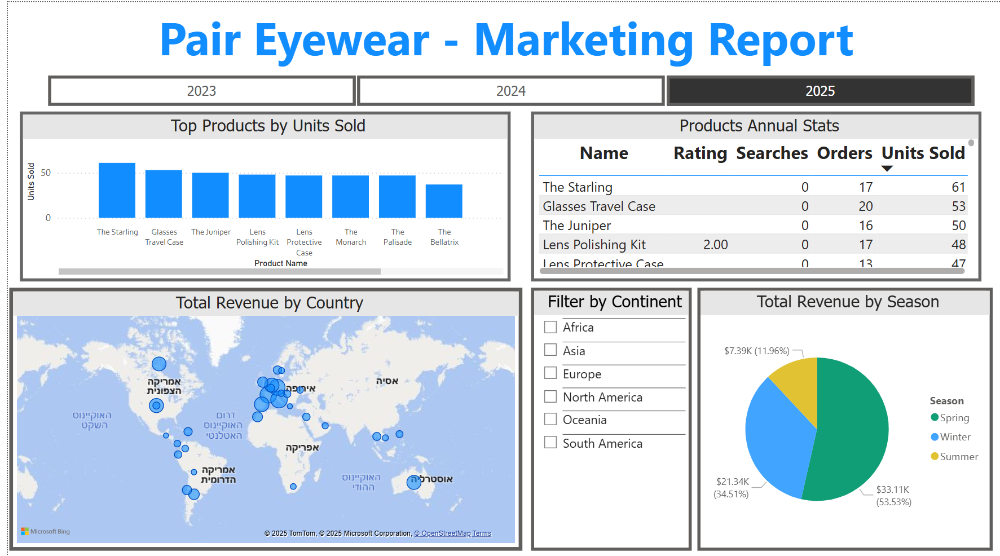 Pair Eyewear - Marketing Report
2023
2024
2025
Top Products by Units Sold
Units Sold
50
0
The Starling
Glasses
Travel Case
The Juniper
Lens
Polishing Kit
Lens
Protective
Case
The
Monarch
The
Palisade
The
Bellatrix
Product Name
Products Annual Stats
Name Rating Searches Orders Units Sold
The Starling 0 17 61
Glasses Travel Case 0 20 53
The Juniper 0 16 50
Lens Polishing Kit 2.00 0 17 48
Lens Protective Case 0 13 47
Total Revenue by Country
אמריקה
הצפונית
אירופה
אסיה
האוקיינוס
השקט
דרום
האוקיינוס
האטלנטי
אפריקה
אמריקה
הדרומית
האוקיינוס
ההודי
אוסטרליה
Microsoft Bing
© 2025 TomTom, © 2025 Microsoft Corporation, © OpenStreetMap Terms
Filter by Continent
Africa
Asia
Europe
North America
Oceania
South America
Total Revenue by Season
$7.39K (11.96%)
$21.34K
(34.51%)
$33.11K
(53.53%)
Season
Spring
Winter
Summer